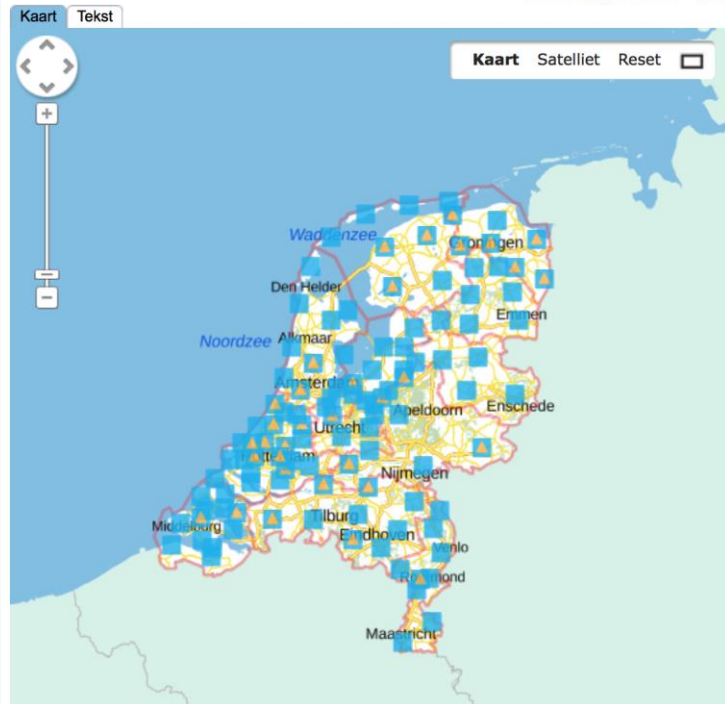 Kaart Tekst
Kaart Satelliet Reset
Waddenzee
Groningen
Den Helder
Emmen
Noordzee Alkmaar
Amsterdam
Apeldoorn Enschede
Utrecht
Rotterdam
Nijmegen
Tilburg
Middelburg
Eindhoven
Venlo
Roermond
Maastricht